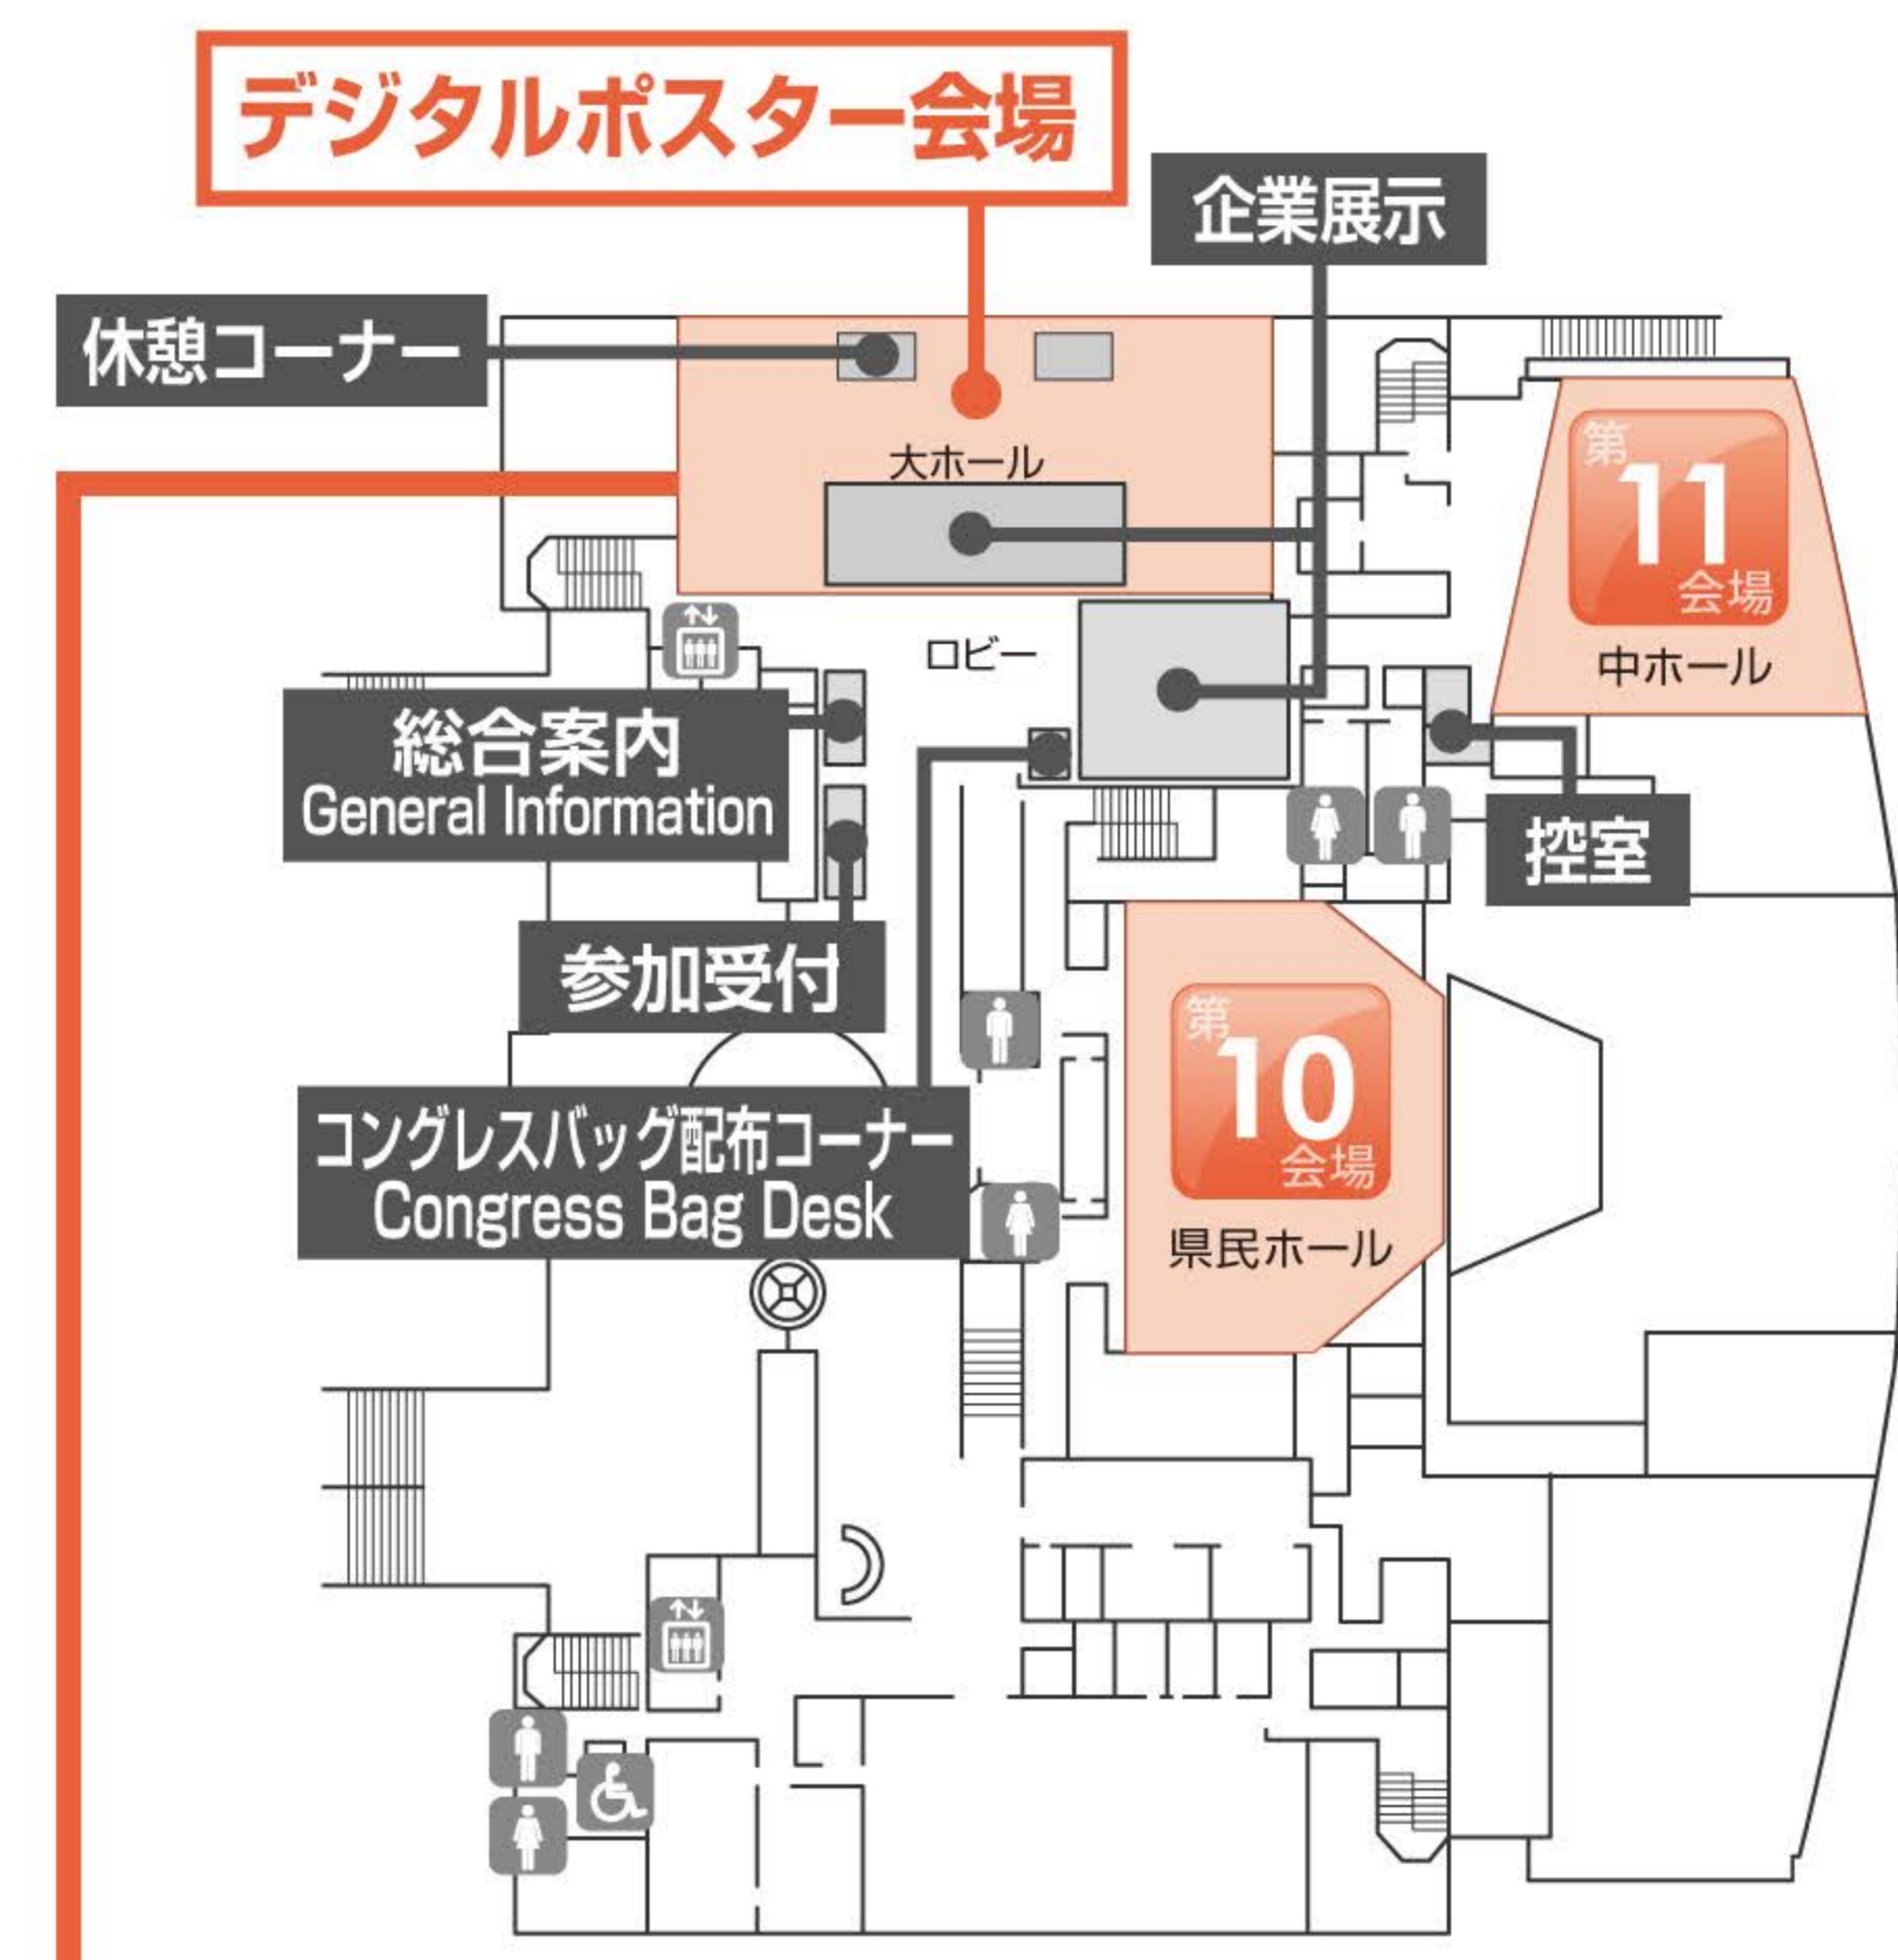 デジタルポスター会場
企業展示
休憩コーナー
大ホール
第
11
会場
中ホール
ロビー
総合案内
General Information
控室
参加受付
第
10
会場
県民ホール
コングレスバッグ配布コーナー
Congress Bag Desk